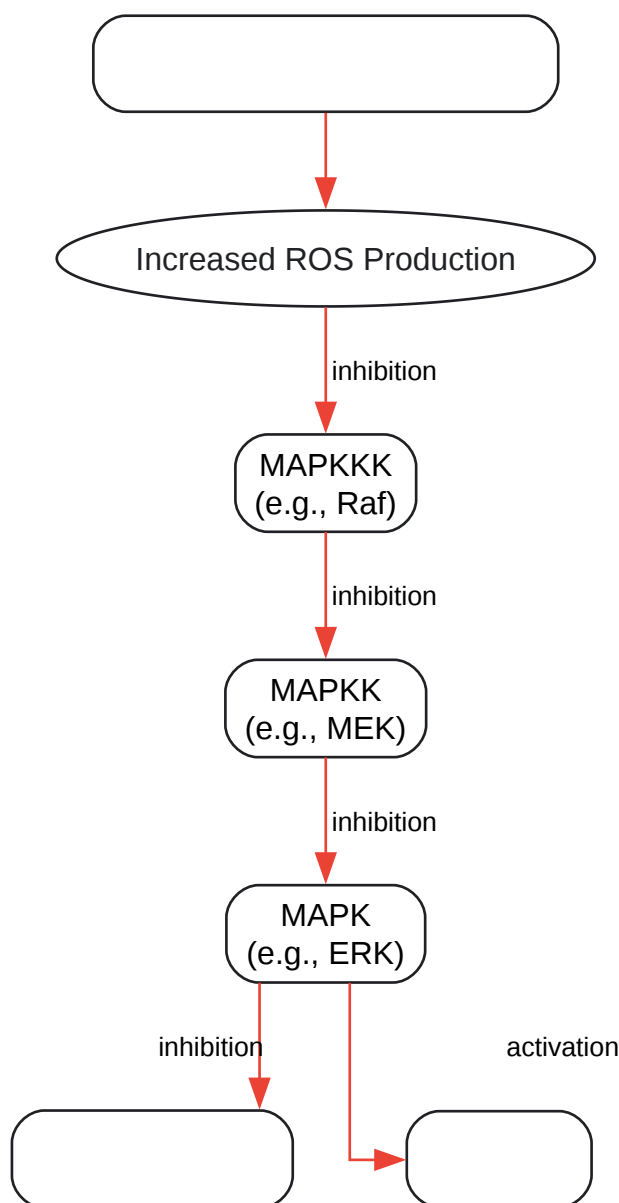 Increased ROS Production
inhibition
MAPKKK
(e.g., Raf)
inhibition
MAPKK
(e.g., MEK)
inhibition
MAPK
(e.g., ERK)
inhibition
activation